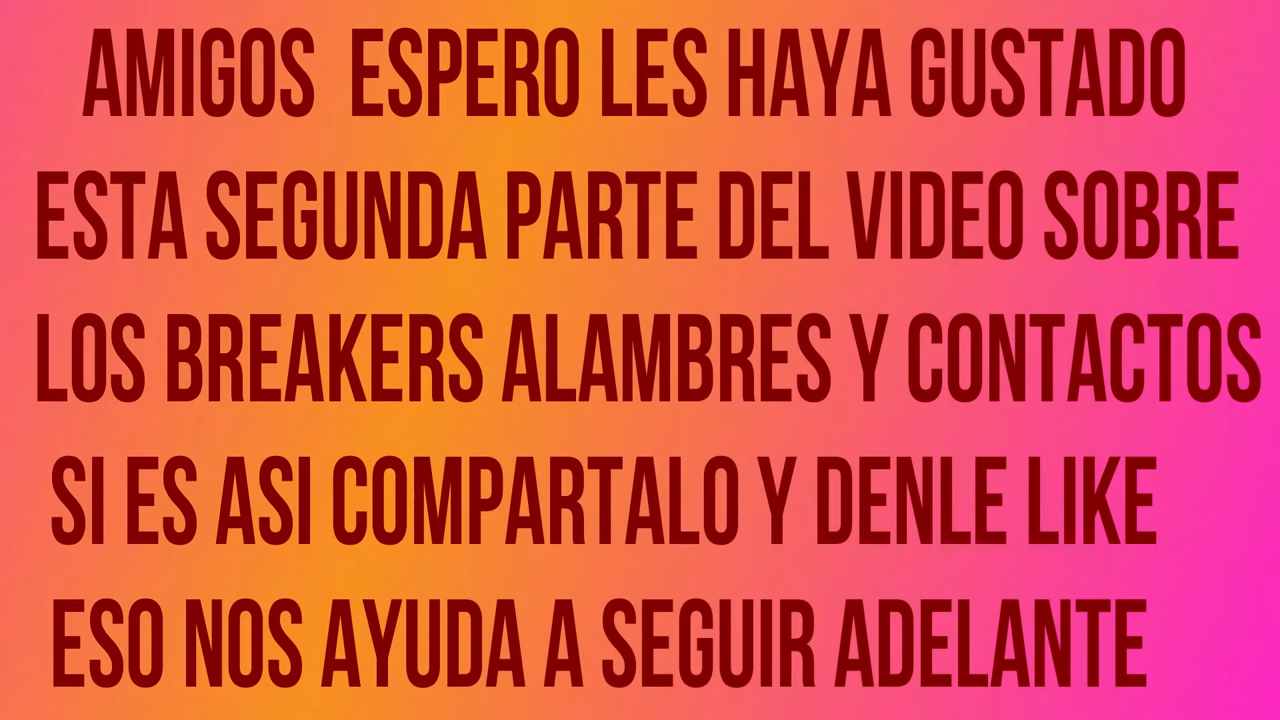 AMIGOS  ESPERO LES HAYA GUSTADO
ESTA SEGUNDA PARTE DEL VIDEO SOBRE
LOS BREAKERS ALAMBRES Y CONTACTOS
SI ES ASI COMPARTALO Y DENLE LIKE
ESO NOS AYUDA A SEGUIR ADELANTE